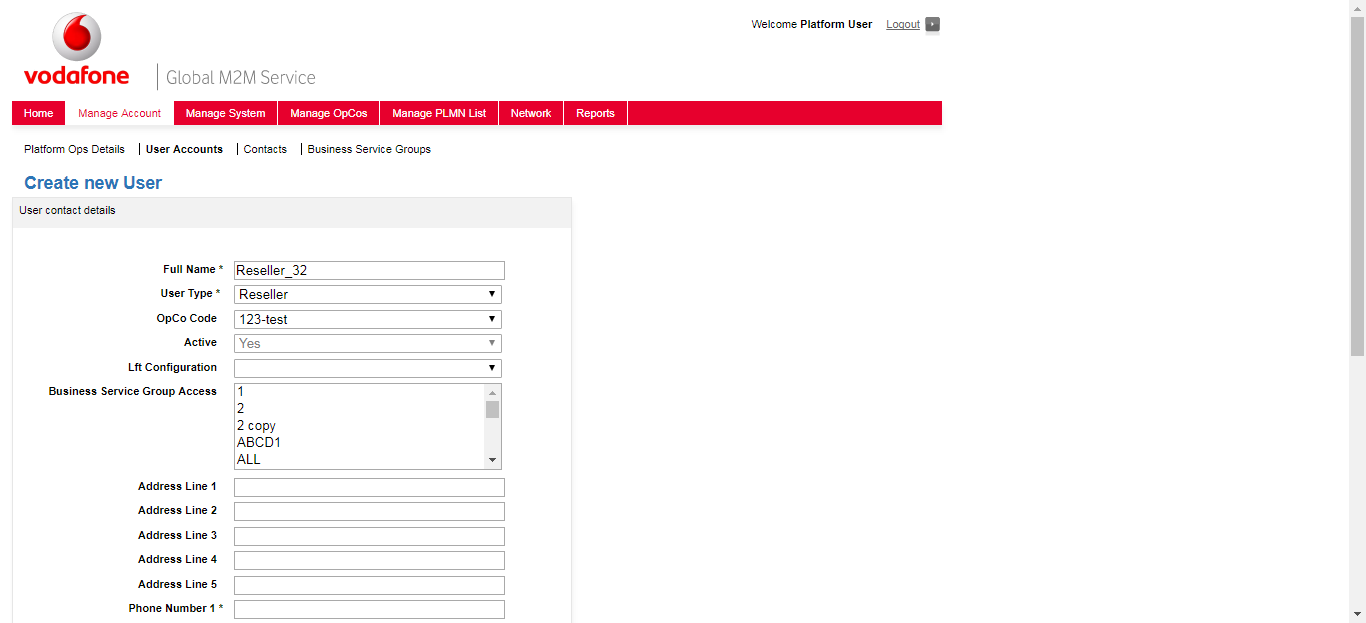 Welcome Platform User Logout
vodafone
Global M2M Service
Home Manage Account Manage System Manage OpCos Manage PLMN List Network Reports
Platform Ops Details User Accounts Contacts Business Service Groups
Create new User
User contact details
Full Name * Reseller_32
User Type * Reseller
OpCo Code 123-test
Active Yes
Lft Configuration
Business Service Group Access 1
2
2 copy
ABCD1
ALL
Address Line 1
Address Line 2
Address Line 3
Address Line 4
Address Line 5
Phone Number 1 *